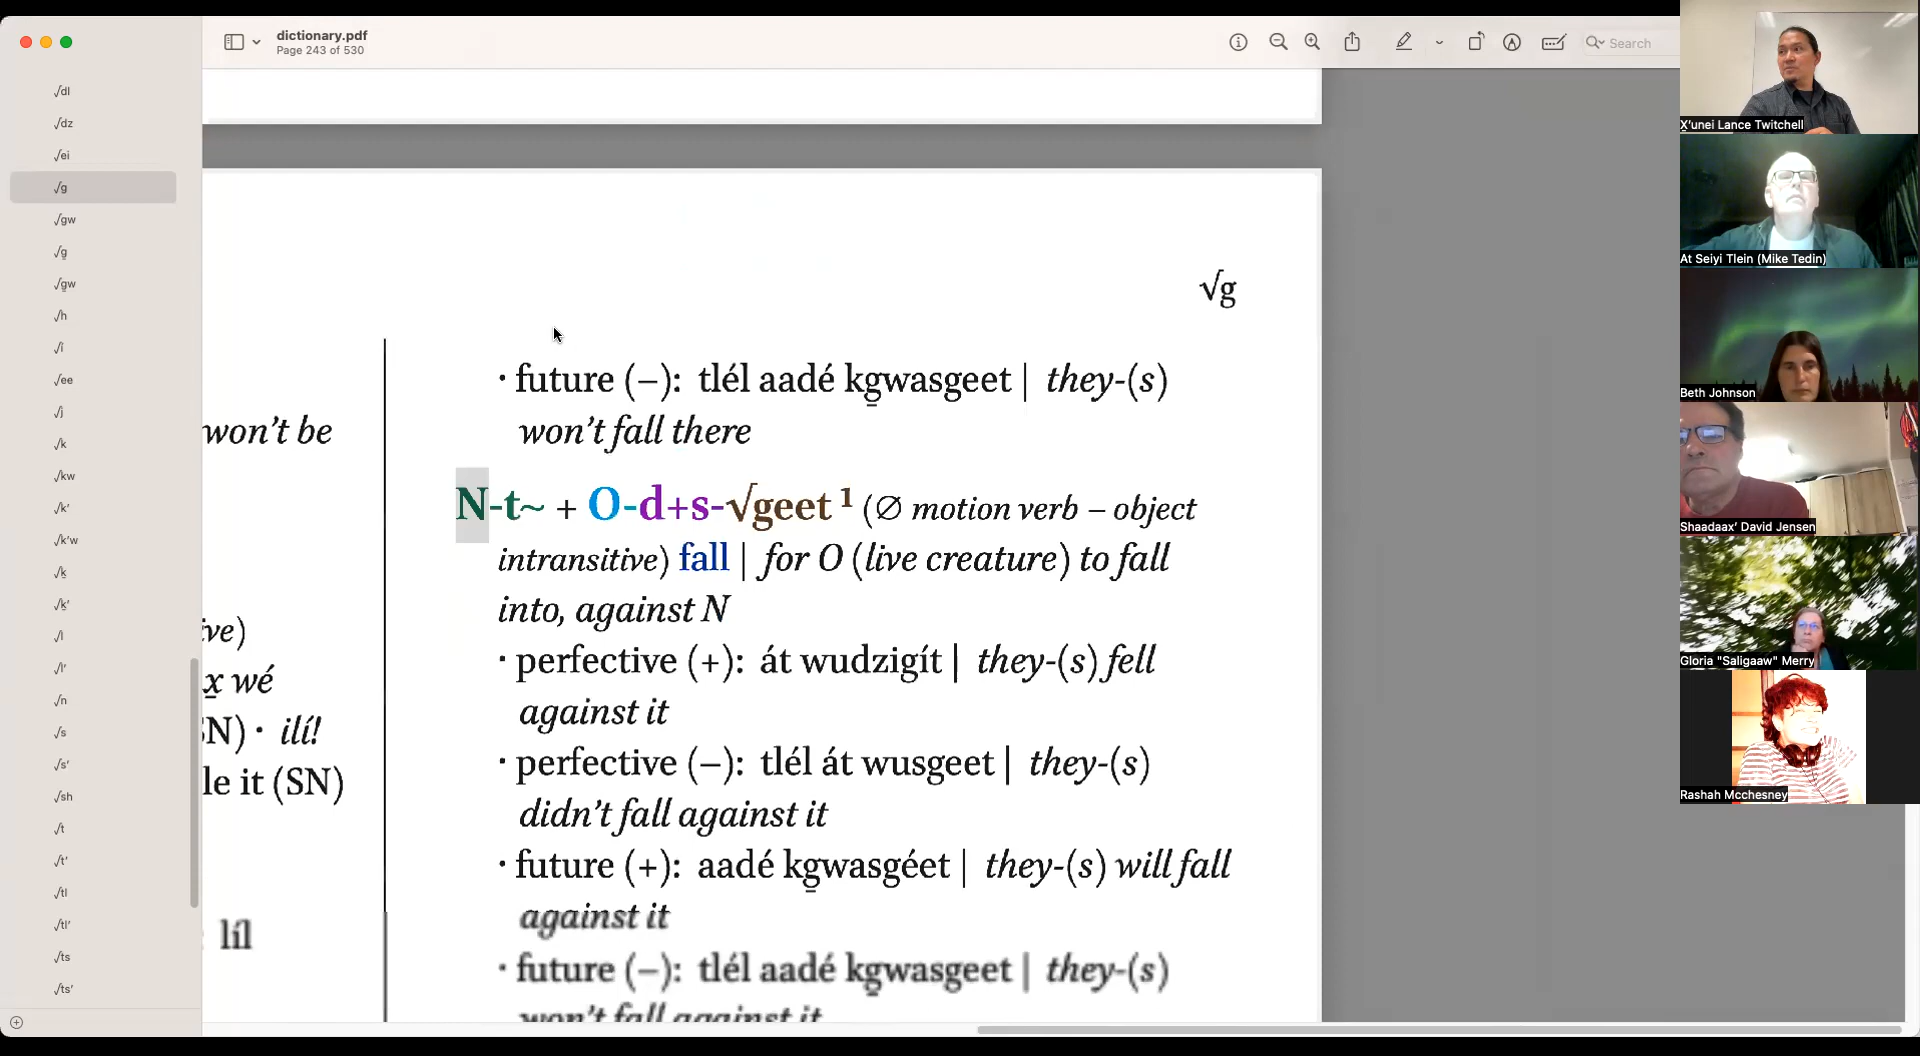 dictionary.pdf
Page 243 of 530
Search
√dl
√dz
√ei
√g
√gw
√g̱
√g̱w
√h
√i
√ee
√j
√k
√kw
√k'
√k'w
√ḵ
√ḵ'
√l
√l'
√n
√s
√s'
√sh
√t
√t'
√tl
√tl'
√ts
√ts'
won't be
x̱ wé
ilí!
le it (SN)
líl
√g
· future (–): tlél aadé kg̱wasgeet | they-(s)
won't fall there
N-t~ + O-d+s-√geet ¹ (∅ motion verb – object
intransitive) fall | for O (live creature) to fall
into, against N
· perfective (+): át wudzigít | they-(s) fell
against it
· perfective (–): tlél át wusgeet | they-(s)
didn't fall against it
· future (+): aadé kg̱wasgéet | they-(s) will fall
against it
· future (–): tlél aadé kg̱wasgeet | they-(s)
won't fall against it
X̱'unei Lance Twitchell
At Seiyi Tlein (Mike Tedin)
Beth Johnson
Shaadaax' David Jensen
Gloria "Saligaaw" Merry
Rashah Mcchesney